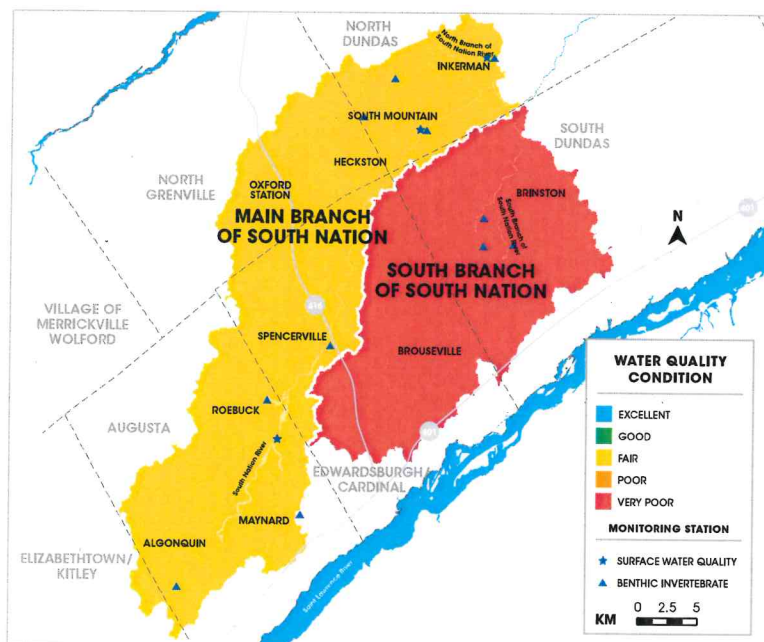 NORTH
DUNDAS
North Branch of
South Nation River
INKERMAN
SOUTH MOUNTAIN
HECKSTON
SOUTH
DUNDAS
NORTH
GRENVILLE
OXFORD
STATION
MAIN BRANCH
OF SOUTH NATION
BRINSTON
South Branch of
South Nation River
N
SOUTH BRANCH
OF SOUTH NATION
VILLAGE OF
MERRICKVILLE
WOLFORD
416
SPENCERVILLE
BROUSEVILLE
401
ROEBUCK
AUGUSTA
401
South Nation River
EDWARDSBURGH/
CARDINAL
MAYNARD
ALGONQUIN
ELIZABETHTOWN/
KITLEY
Saint Lawrence River
WATER QUALITY
CONDITION
EXCELLENT
GOOD
FAIR
POOR
VERY POOR
MONITORING STATION
SURFACE WATER QUALITY
BENTHIC INVERTEBRATE
KM 0 2.5 5